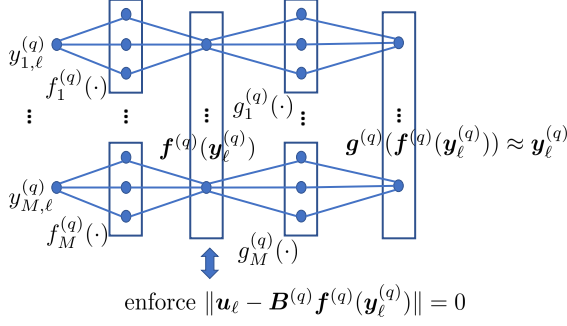 $y_{1,\ell}^{(q)}$
$f_1^{(q)}(\cdot)$
$g_1^{(q)}(\cdot)$
$\boldsymbol{f}^{(q)}(\boldsymbol{y}_\ell^{(q)})$
$\boldsymbol{g}^{(q)}(\boldsymbol{f}^{(q)}(\boldsymbol{y}_\ell^{(q)})) \approx \boldsymbol{y}_\ell^{(q)}$
$y_{M,\ell}^{(q)}$
$f_M^{(q)}(\cdot)$
$g_M^{(q)}(\cdot)$
enforce $\|\boldsymbol{u}_\ell - \boldsymbol{B}^{(q)} \boldsymbol{f}^{(q)}(\boldsymbol{y}_\ell^{(q)})\| = 0$